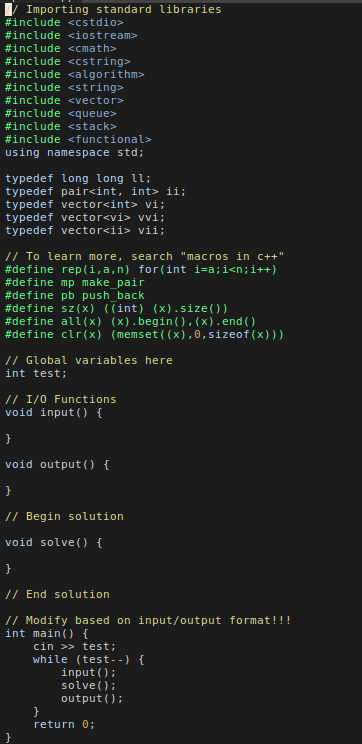 // Importing standard libraries
#include <cstdio>
#include <iostream>
#include <cmath>
#include <cstring>
#include <algorithm>
#include <string>
#include <vector>
#include <queue>
#include <stack>
#include <functional>
using namespace std;

typedef long long ll;
typedef pair<int, int> ii;
typedef vector<int> vi;
typedef vector<vi> vvi;
typedef vector<ii> vii;

// To learn more, search "macros in c++"
#define rep(i,a,n) for(int i=a;i<n;i++)
#define mp make_pair
#define pb push_back
#define sz(x) ((int) (x).size())
#define all(x) (x).begin(),(x).end()
#define clr(x) (memset((x),0,sizeof(x)))

// Global variables here
int test;

// I/O Functions
void input() {

}

void output() {

}

// Begin solution

void solve() {

}

// End solution

// Modify based on input/output format!!!
int main() {
    cin >> test;
    while (test--) {
        input();
        solve();
        output();
    }
    return 0;
}